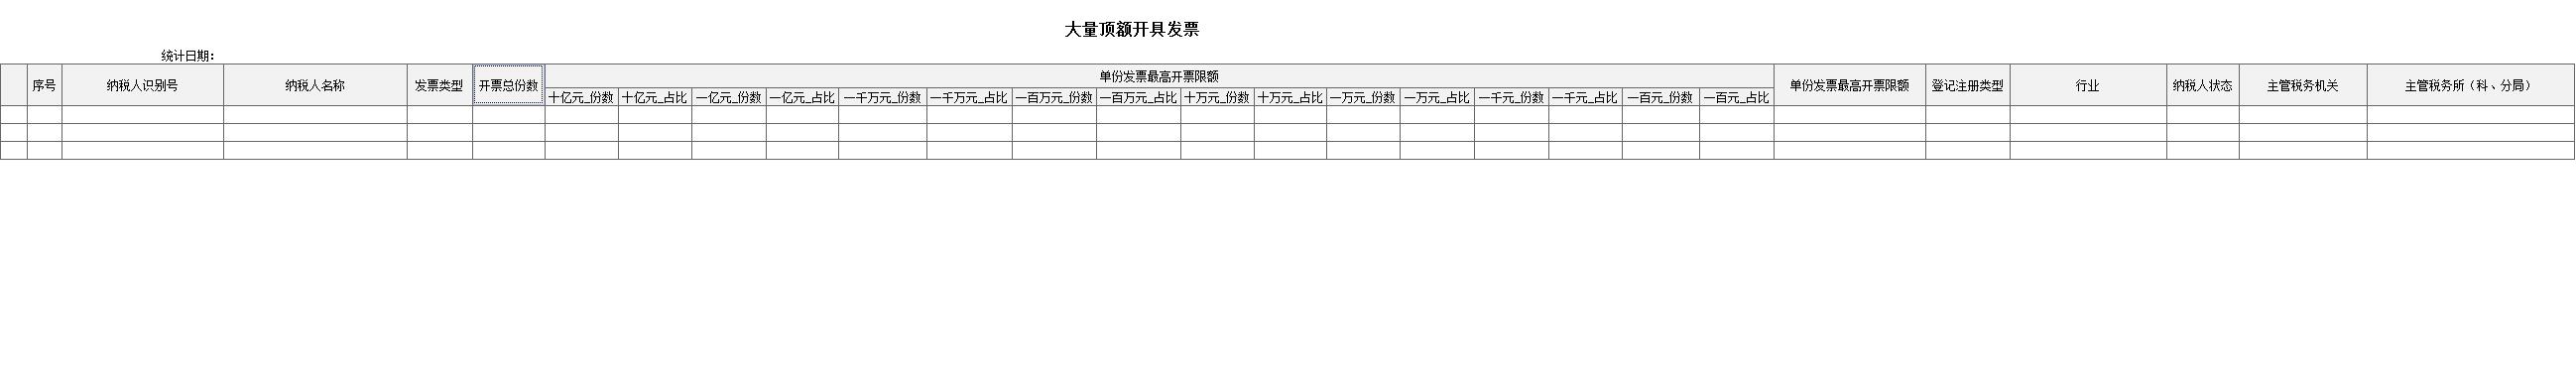 大量顶额开具发票
统计日期：
序号 纳税人识别号 纳税人名称 发票类型 开票总份数 单份发票最高开票限额 单份发票最高开票限额 登记注册类型 行业 纳税人状态 主管税务机关 主管税务所（科、分局）
十亿元_份数 十亿元_占比 一亿元_份数 一亿元_占比 一千万元_份数 一千万元_占比 一百万元_份数 一百万元_占比 十万元_份数 十万元_占比 一万元_份数 一万元_占比 一千元_份数 一千元_占比 一百元_份数 一百元_占比